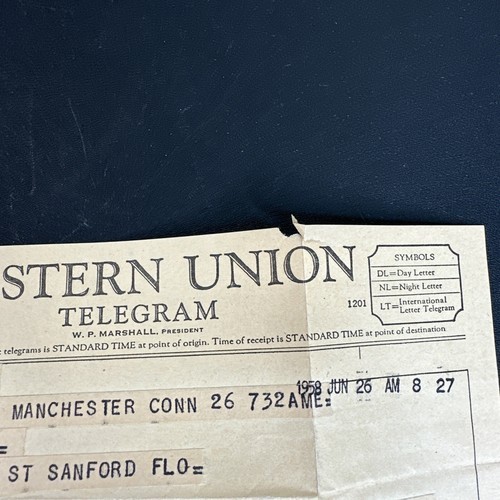 STERN UNION
TELEGRAM
W. P. MARSHALL, PRESIDENT
1201
SYMBOLS
DL=Day Letter
NL=Night Letter
LT=International Letter Telegram
telegrams is STANDARD TIME at point of origin. Time of receipt is STANDARD TIME at point of destination
1958 JUN 26 AM 8 27
MANCHESTER CONN 26 732AME=
=
ST SANFORD FLO=